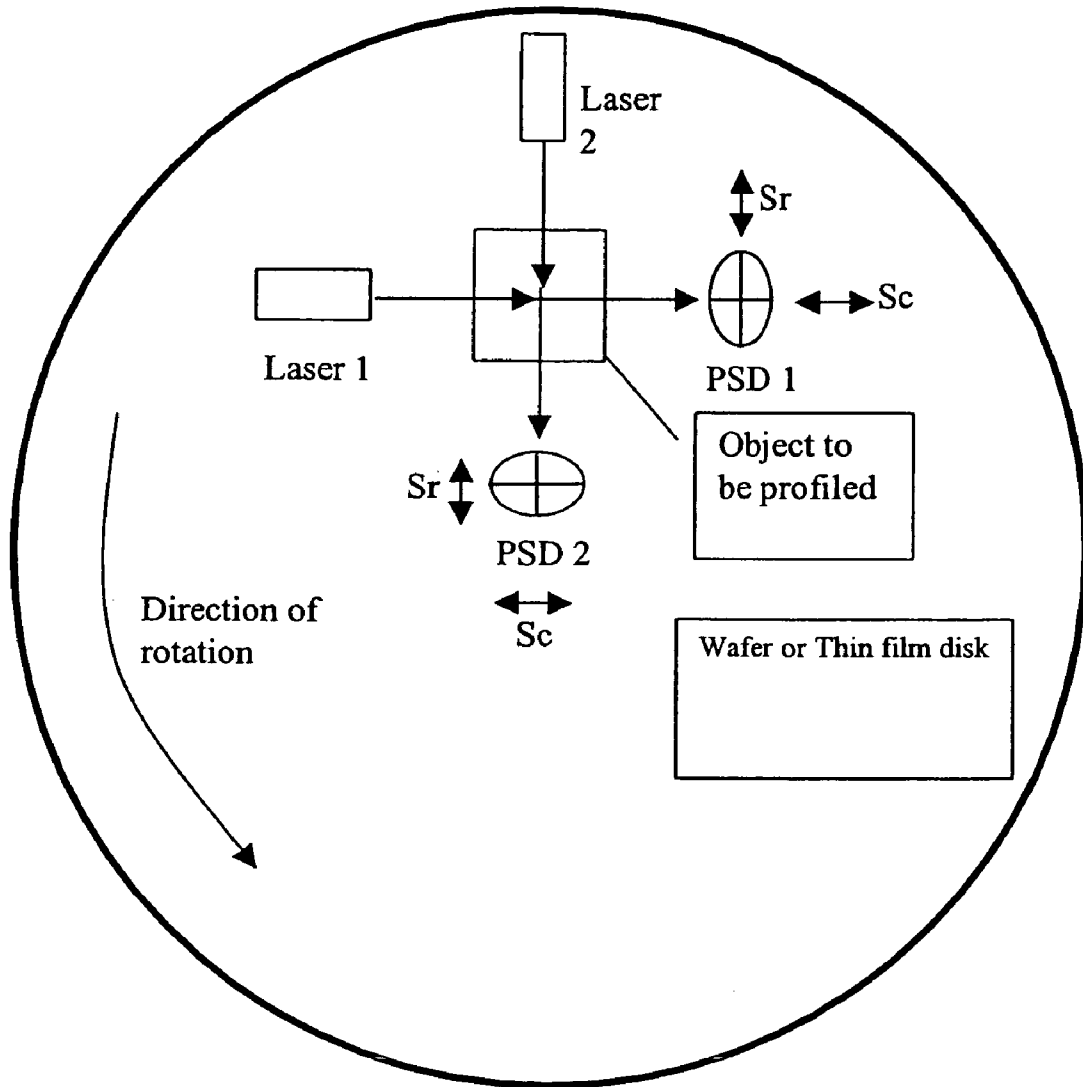 Laser
2
Sr
Sc
Laser 1
PSD 1
Object to
be profiled
Sr
PSD 2
Sc
Direction of
rotation
Wafer or Thin film disk